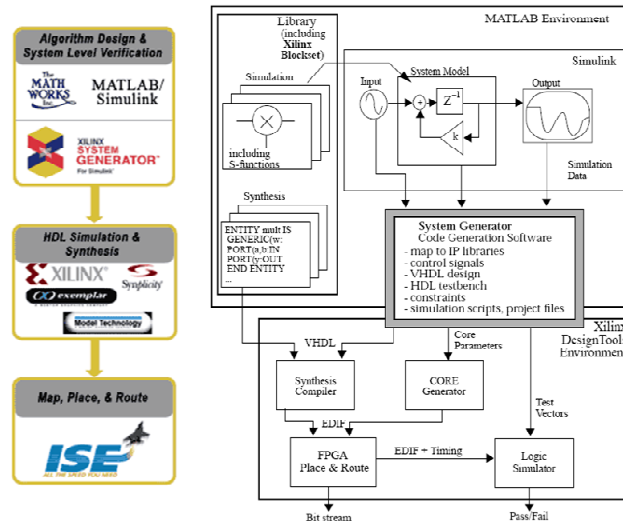 Algorithm Design &
System Level Verification
The
MATH
WORKS
Inc.
MATLAB/
Simulink
XILINX
SYSTEM
GENERATOR
For Simulink
HDL Simulation &
Synthesis
XILINX®
Synplicity®
exemplar
Model Technology
Map, Place, & Route
ISE
ALL THE SPEED YOU NEED
Library
(including
Xilinx
Blockset)
MATLAB Environment
Simulink
Simulation
including
S-functions
System Model
Input
+
+
Z⁻¹
k
Output
Simulation
Data
Synthesis
ENTITY mult IS
GENERIC(w:
PORT(a,b:IN
PORT(y:OUT
END ENTITY
...
System Generator
Code Generation Software
- map to IP libraries
- control signals
- VHDL design
- HDL testbench
- constraints
- simulation scripts, project files
Xilinx
DesignTools
Environment
VHDL
Core
Parameters
Synthesis
Compiler
CORE
Generator
Test
Vectors
EDIF
FPGA
Place & Route
EDIF + Timing
Logic
Simulator
Bit stream
Pass/Fail